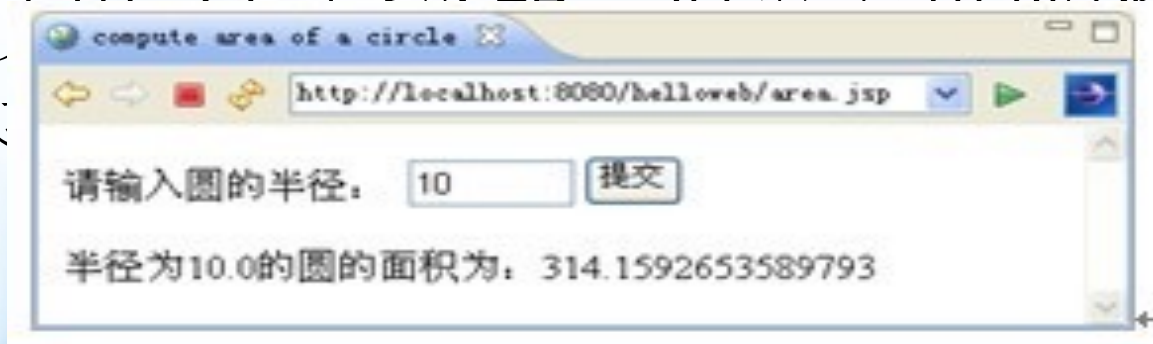 compute area of a circle
http://localhost:8080/helloweb/area.jsp
请输入圆的半径： 10 提交
半径为10.0的圆的面积为：314.1592653589793